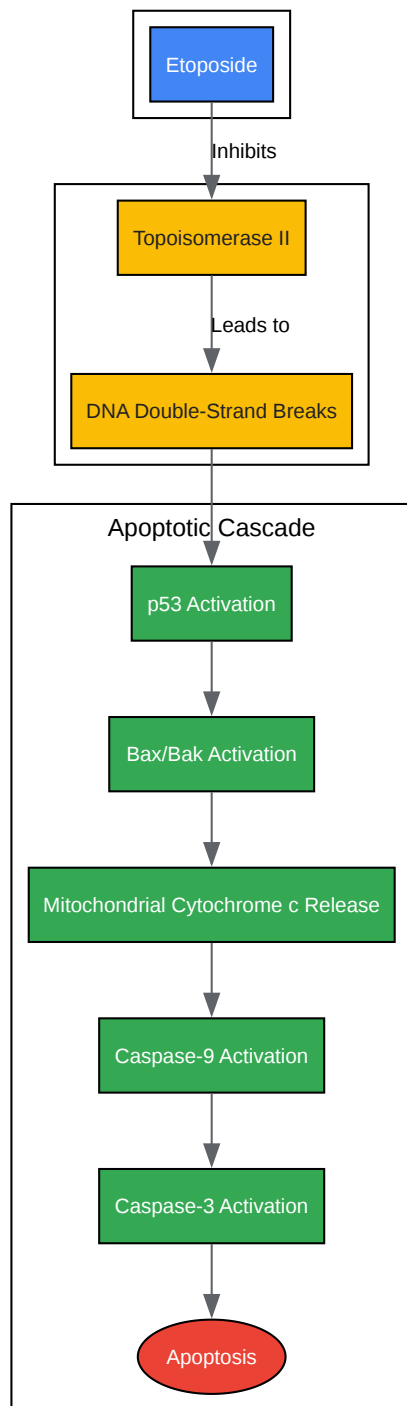 Etoposide
Inhibits
Topoisomerase II
Leads to
DNA Double-Strand Breaks
Apoptotic Cascade
p53 Activation
Bax/Bak Activation
Mitochondrial Cytochrome c Release
Caspase-9 Activation
Caspase-3 Activation
Apoptosis